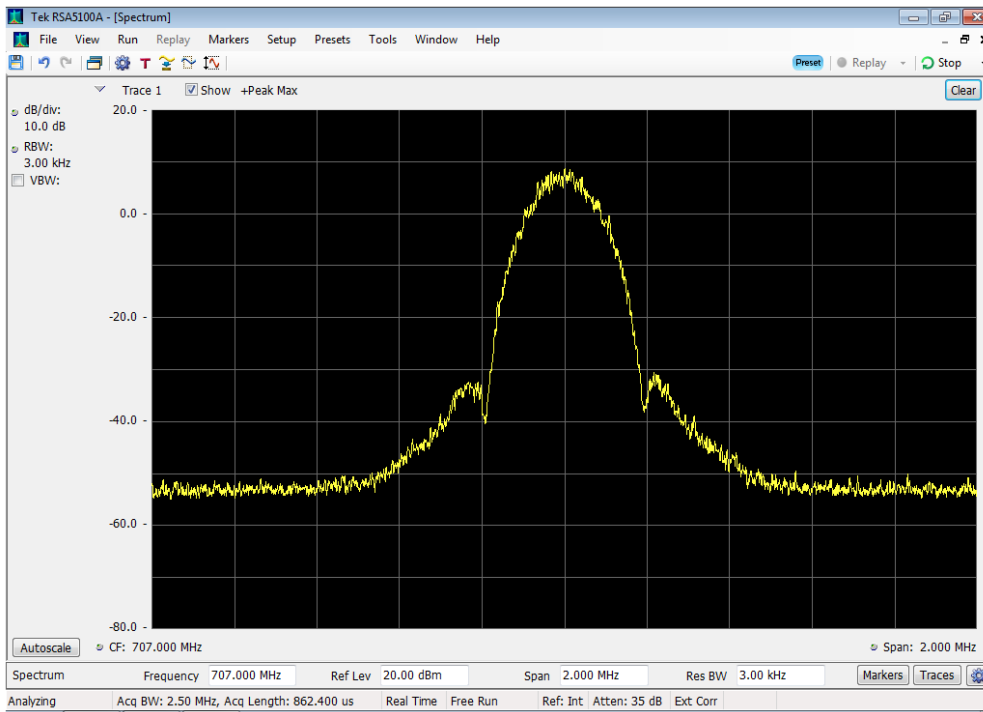 Tek RSA5100A - [Spectrum]
File View Run Replay Markers Setup Presets Tools Window Help
T Preset Replay Stop
Trace 1 Show +Peak Max Clear
dB/div:
10.0 dB
RBW:
3.00 kHz
VBW:
20.0 -
0.0 -
-20.0 -
-40.0 -
-60.0 -
-80.0 -
Autoscale CF: 707.000 MHz Span: 2.000 MHz
Spectrum Frequency 707.000 MHz Ref Lev 20.00 dBm Span 2.000 MHz Res BW 3.00 kHz Markers Traces
Analyzing Acq BW: 2.50 MHz, Acq Length: 862.400 us Real Time Free Run Ref: Int Atten: 35 dB Ext Corr